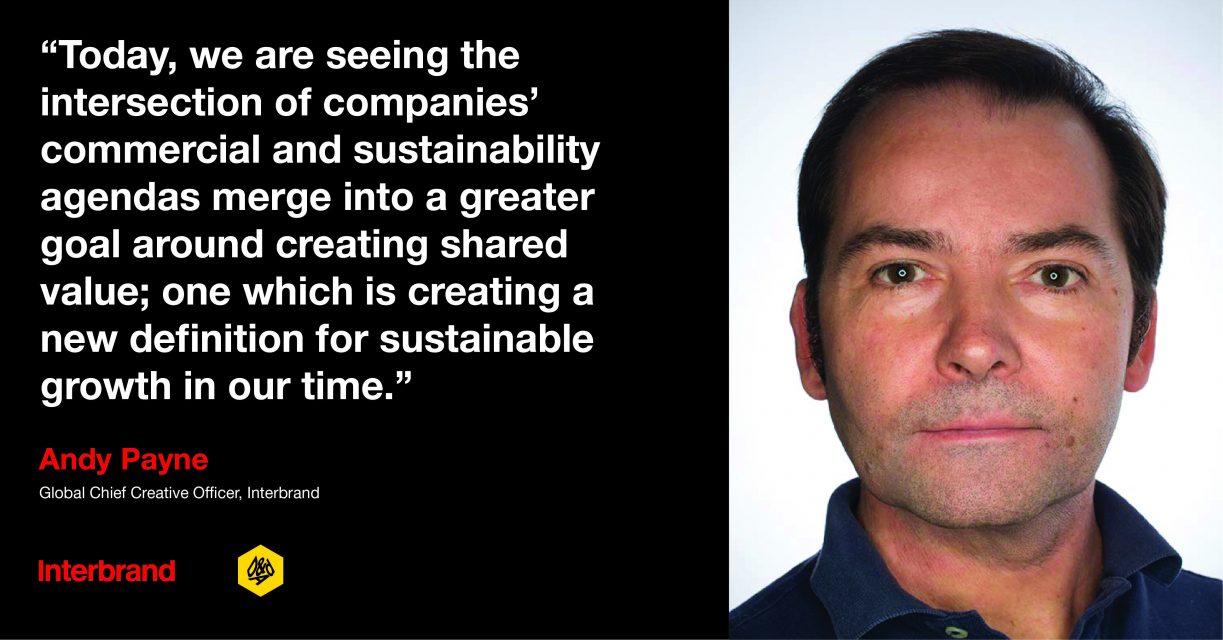 “Today, we are seeing the
intersection of companies’
commercial and sustainability
agendas merge into a greater
goal around creating shared
value; one which is creating a
new definition for sustainable
growth in our time.”
Andy Payne
Global Chief Creative Officer, Interbrand
Interbrand
D&AD